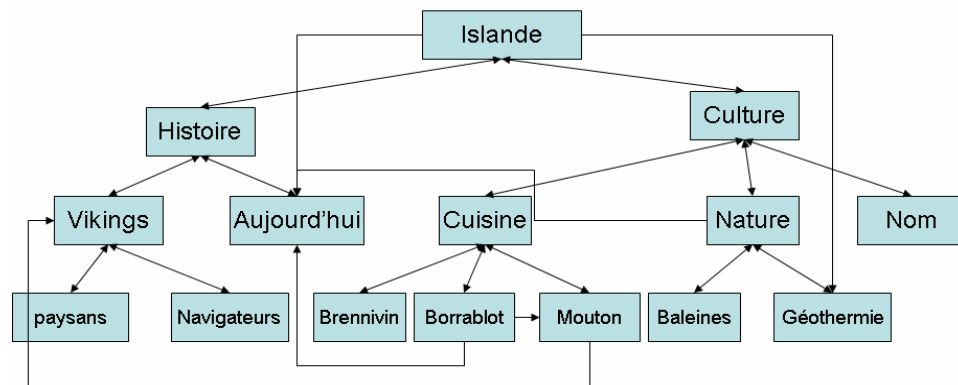 Islande
Histoire
Culture
Vikings
Aujourd'hui
Cuisine
Nature
Nom
paysans
Navigateurs
Brennivin
Borrablot
Mouton
Baleines
Géothermie